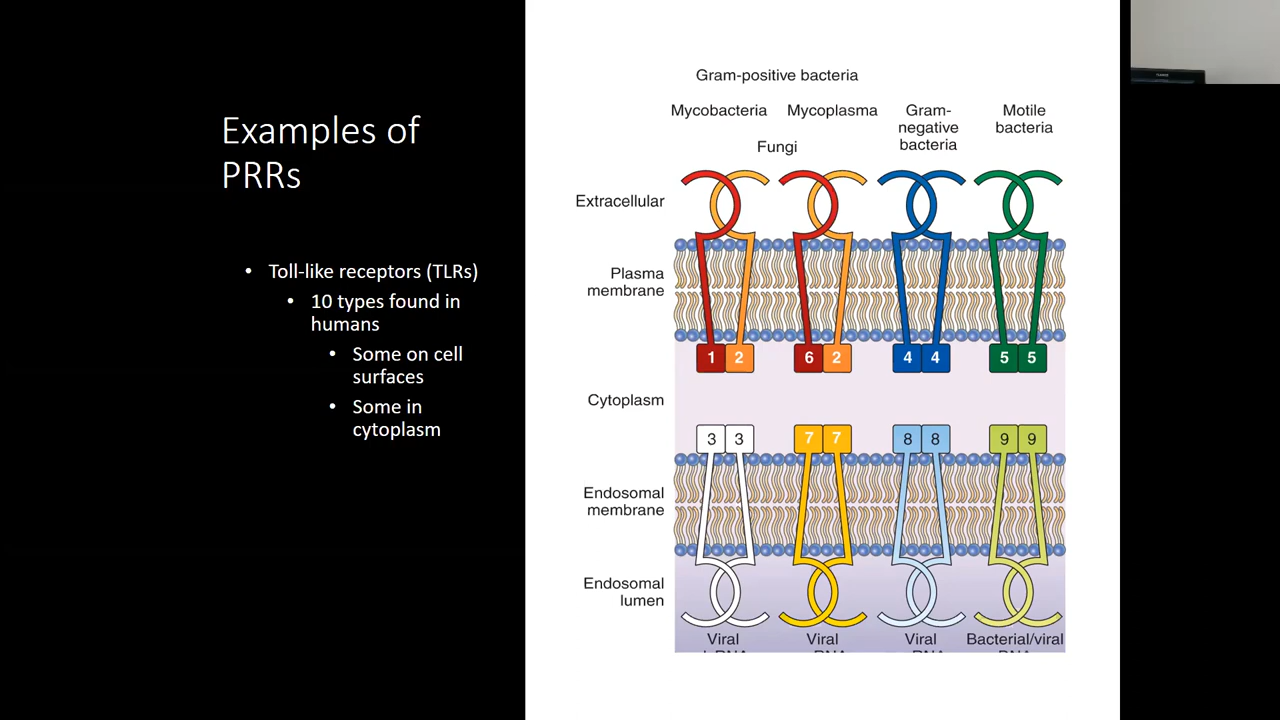 Examples of
PRRs
• Toll-like receptors (TLRs)
• 10 types found in
humans
• Some on cell
surfaces
• Some in
cytoplasm
Gram-positive bacteria
Mycobacteria
Mycoplasma
Gram-
negative
bacteria
Motile
bacteria
Fungi
Extracellular
Plasma
membrane
1 2
6 2
4 4
5 5
Cytoplasm
3 3
7 7
8 8
9 9
Endosomal
membrane
Endosomal
lumen
Viral
Viral
Viral
Bacterial/viral